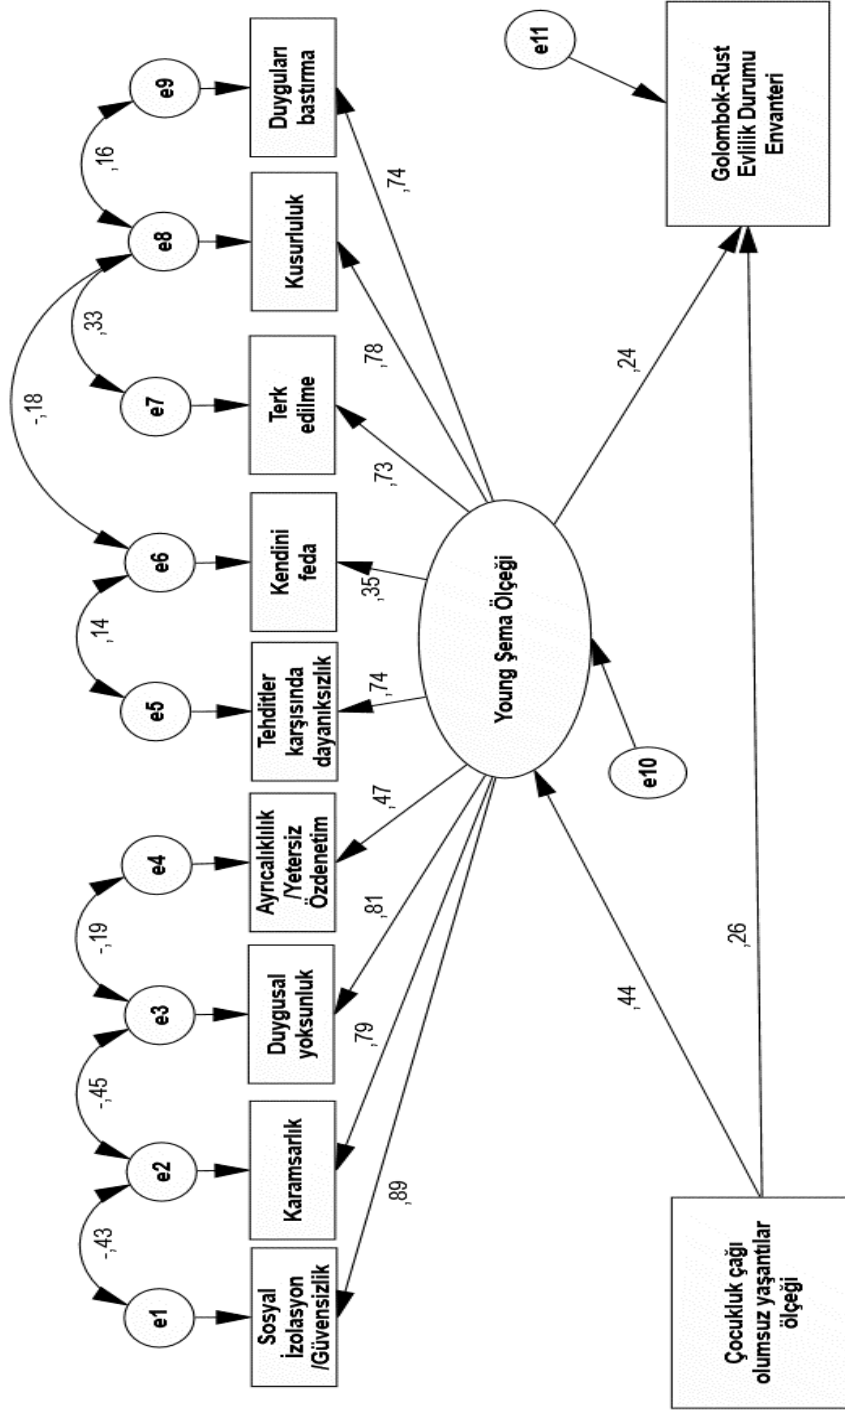 -,18
-,43
-,45
-,19
,14
,33
,16
e1
e2
e3
e4
e5
e6
e7
e8
e9
Sosyal
İzolasyon
/Güvensizlik
Karamsarlık
Duygusal
yoksunluk
Ayrıcalıklılık
/Yetersiz
Özdenetim
Tehditler
karşısında
dayanıksızlık
Kendini
feda
Terk
edilme
Kusurluluk
Duyguları
bastırma
,89
,79
,81
,47
,74
,35
,73
,78
,74
Young Şema Ölçeği
e10
e11
,44
,24
,26
Çocukluk çağı
olumsuz yaşantılar
ölçeği
Golombok-Rust
Evlilik Durumu
Envanteri